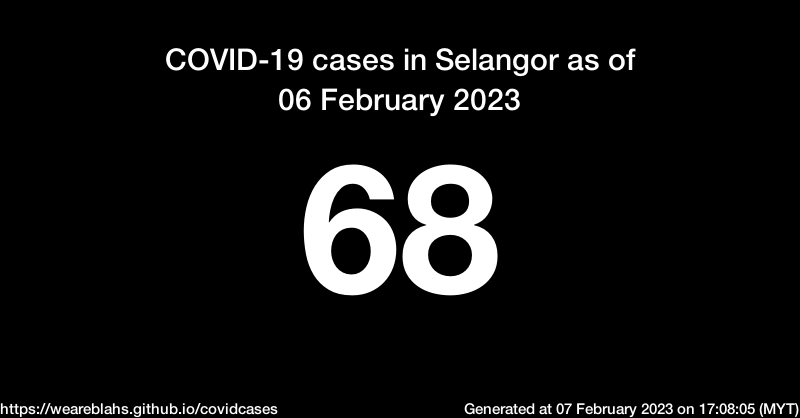 COVID-19 cases in Selangor as of
06 February 2023
68
https://weareblahs.github.io/covidcases
Generated at 07 February 2023 on 17:08:05 (MYT)